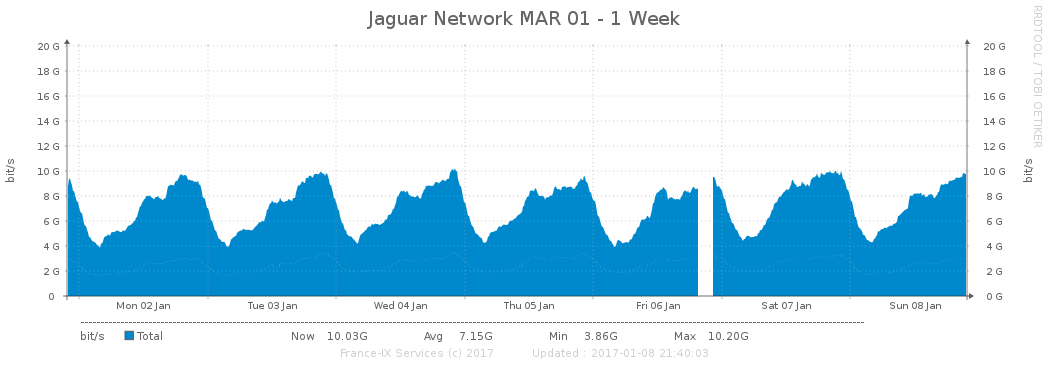 Jaguar Network MAR 01 - 1 Week
RRDTOOL / TOBI OETIKER
bit/s
bit/s
20 G 20 G
18 G 18 G
16 G 16 G
14 G 14 G
12 G 12 G
10 G 10 G
8 G 8 G
6 G 6 G
4 G 4 G
2 G 2 G
0 0 G
Mon 02 Jan Tue 03 Jan Wed 04 Jan Thu 05 Jan Fri 06 Jan Sat 07 Jan Sun 08 Jan
bit/s Total Now 10.03G Avg 7.15G Min 3.86G Max 10.20G
France-IX Services (c) 2017 Updated : 2017-01-08 21:40:03